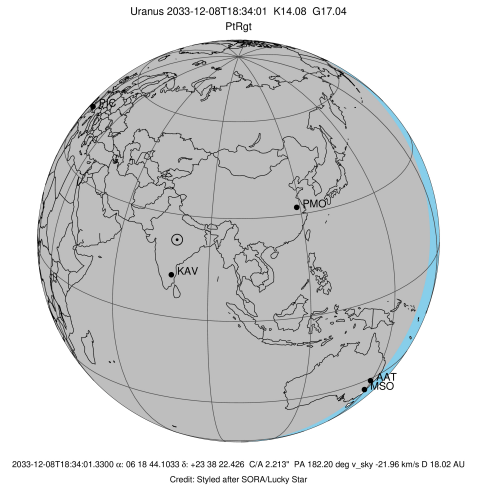 Uranus 2033-12-08T18:34:01 K14.08 G17.04
PtRgt
PIC
PMO
KAV
AAT
MSO
2033-12-08T18:34:01.3300 α: 06 18 44.1033 δ: +23 38 22.426 C/A 2.213" PA 182.20 deg v_sky -21.96 km/s D 18.02 AU
Credit: Styled after SORA/Lucky Star